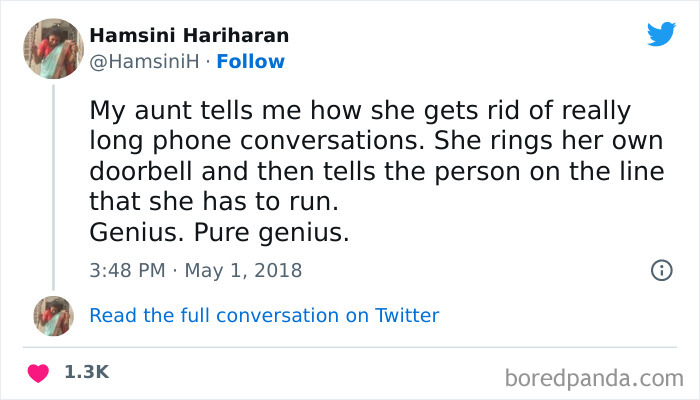 Hamsini Hariharan
@HamsiniH · Follow
My aunt tells me how she gets rid of really
long phone conversations. She rings her own
doorbell and then tells the person on the line
that she has to run.
Genius. Pure genius.
3:48 PM · May 1, 2018
Read the full conversation on Twitter
1.3K
boredpanda.com